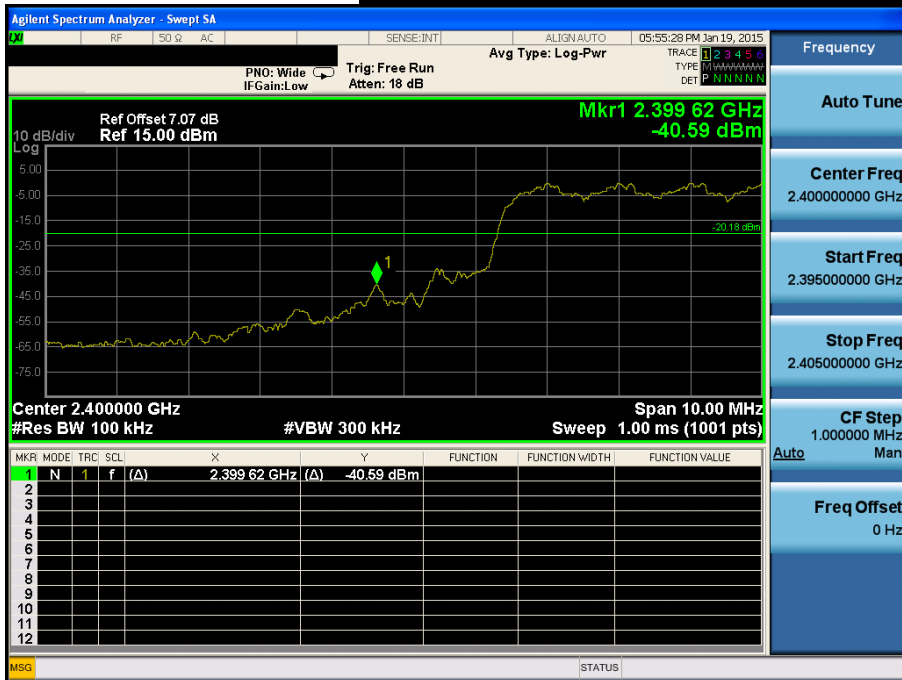 Agilent Spectrum Analyzer - Swept SA
LXI RF 50 Ω AC SENSE:INT ALIGN AUTO 05:55:28 PM Jan 19, 2015
Frequency
PNO: Wide Trig: Free Run Avg Type: Log-Pwr TRACE 1 2 3 4 5 6
TYPE M W W W W W
IFGain:Low Atten: 18 dB DET P N N N N N
Auto Tune
Mkr1 2.399 62 GHz
Ref Offset 7.07 dB
10 dB/div Ref 15.00 dBm -40.59 dBm
Log
5.00
-5.00
-15.0
-20.18 dBm
-25.0
1
-35.0
-45.0
-55.0
-65.0
-75.0
Center 2.400000 GHz Span 10.00 MHz
#Res BW 100 kHz #VBW 300 kHz Sweep 1.00 ms (1001 pts)
Center Freq
2.400000000 GHz
Start Freq
2.395000000 GHz
Stop Freq
2.405000000 GHz
CF Step
1.000000 MHz
Auto Man
Freq Offset
0 Hz
MKR MODE TRC SCL X Y FUNCTION FUNCTION WIDTH FUNCTION VALUE
1 N 1 f (Δ) 2.399 62 GHz (Δ) -40.59 dBm
2
3
4
5
6
7
8
9
10
11
12
MSG STATUS